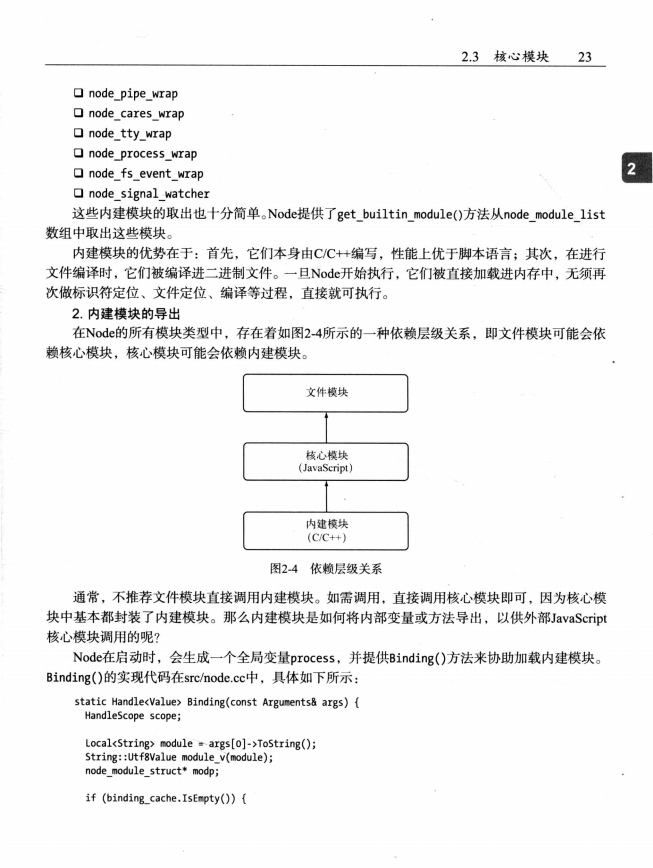 2.3 核心模块 23
❑ node_pipe_wrap
❑ node_cares_wrap
❑ node_tty_wrap
❑ node_process_wrap
❑ node_fs_event_wrap
❑ node_signal_watcher
2
这些内建模块的取出也十分简单。Node提供了get_builtin_module()方法从node_module_list
数组中取出这些模块。
内建模块的优势在于：首先，它们本身由C/C++编写，性能上优于脚本语言；其次，在进行
文件编译时，它们被编译进二进制文件。一旦Node开始执行，它们被直接加载进内存中，无须再
次做标识符定位、文件定位、编译等过程，直接就可执行。
2. 内建模块的导出
在Node的所有模块类型中，存在着如图2-4所示的一种依赖层级关系，即文件模块可能会依
赖核心模块，核心模块可能会依赖内建模块。
文件模块
核心模块
(JavaScript)
内建模块
(C/C++)
图2-4 依赖层级关系
通常，不推荐文件模块直接调用内建模块。如需调用，直接调用核心模块即可，因为核心模
块中基本都封装了内建模块。那么内建模块是如何将内部变量或方法导出，以供外部JavaScript
核心模块调用的呢？
Node在启动时，会生成一个全局变量process，并提供Binding()方法来协助加载内建模块。
Binding()的实现代码在src/node.cc中，具体如下所示：
static Handle<Value> Binding(const Arguments& args) {
HandleScope scope;
Local<String> module = args[0]->ToString();
String::Utf8Value module_v(module);
node_module_struct* modp;
if (binding_cache.IsEmpty()) {